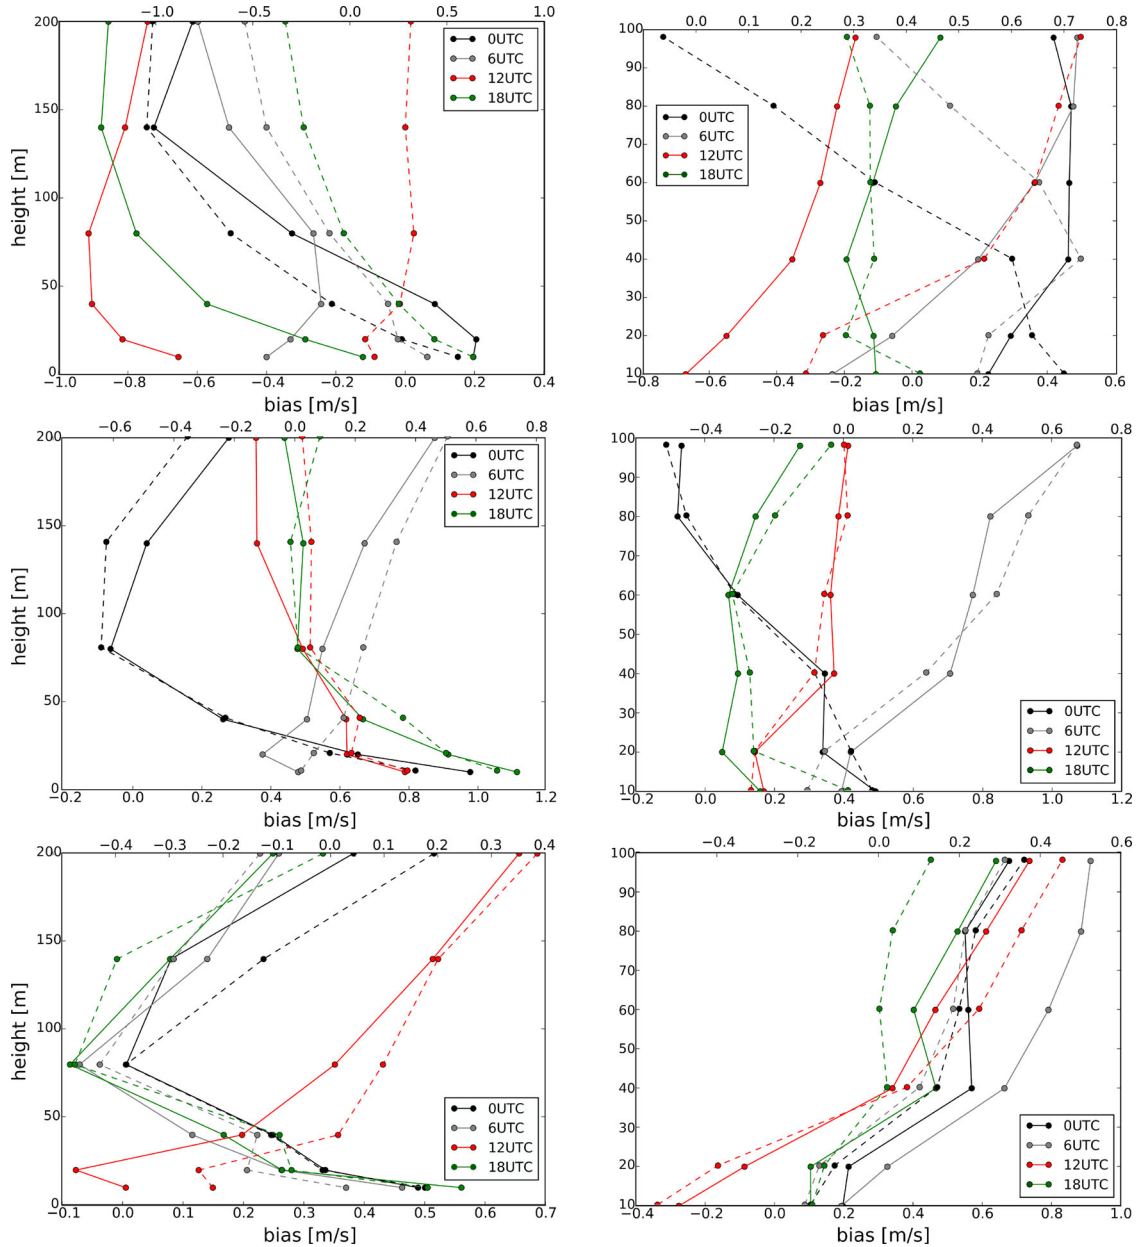 −1.0 −0.5 0.0 0.5 1.0
200
150
100
50
0
height [m]
0UTC
6UTC
12UTC
18UTC
−1.0 −0.8 −0.6 −0.4 −0.2 0.0 0.2 0.4
bias [m/s]
0.0 0.1 0.2 0.3 0.4 0.5 0.6 0.7 0.8
100
90
80
70
60
50
40
30
20
10
0UTC
6UTC
12UTC
18UTC
−0.8 −0.6 −0.4 −0.2 0.0 0.2 0.4 0.6
bias [m/s]
−0.6 −0.4 −0.2 0.0 0.2 0.4 0.6 0.8
200
150
100
50
0
height [m]
0UTC
6UTC
12UTC
18UTC
−0.2 0.0 0.2 0.4 0.6 0.8 1.0 1.2
bias [m/s]
−0.4 −0.2 0.0 0.2 0.4 0.6 0.8
100
90
80
70
60
50
40
30
20
10
0UTC
6UTC
12UTC
18UTC
−0.2 0.0 0.2 0.4 0.6 0.8 1.0 1.2
bias [m/s]
−0.4 −0.3 −0.2 −0.1 0.0 0.1 0.2 0.3 0.4
200
150
100
50
0
height [m]
0UTC
6UTC
12UTC
18UTC
−0.1 0.0 0.1 0.2 0.3 0.4 0.5 0.6 0.7
bias [m/s]
−0.4 −0.2 0.0 0.2 0.4 0.6
100
90
80
70
60
50
40
30
20
10
0UTC
6UTC
12UTC
18UTC
−0.4 −0.2 0.0 0.2 0.4 0.6 0.8 1.0
bias [m/s]